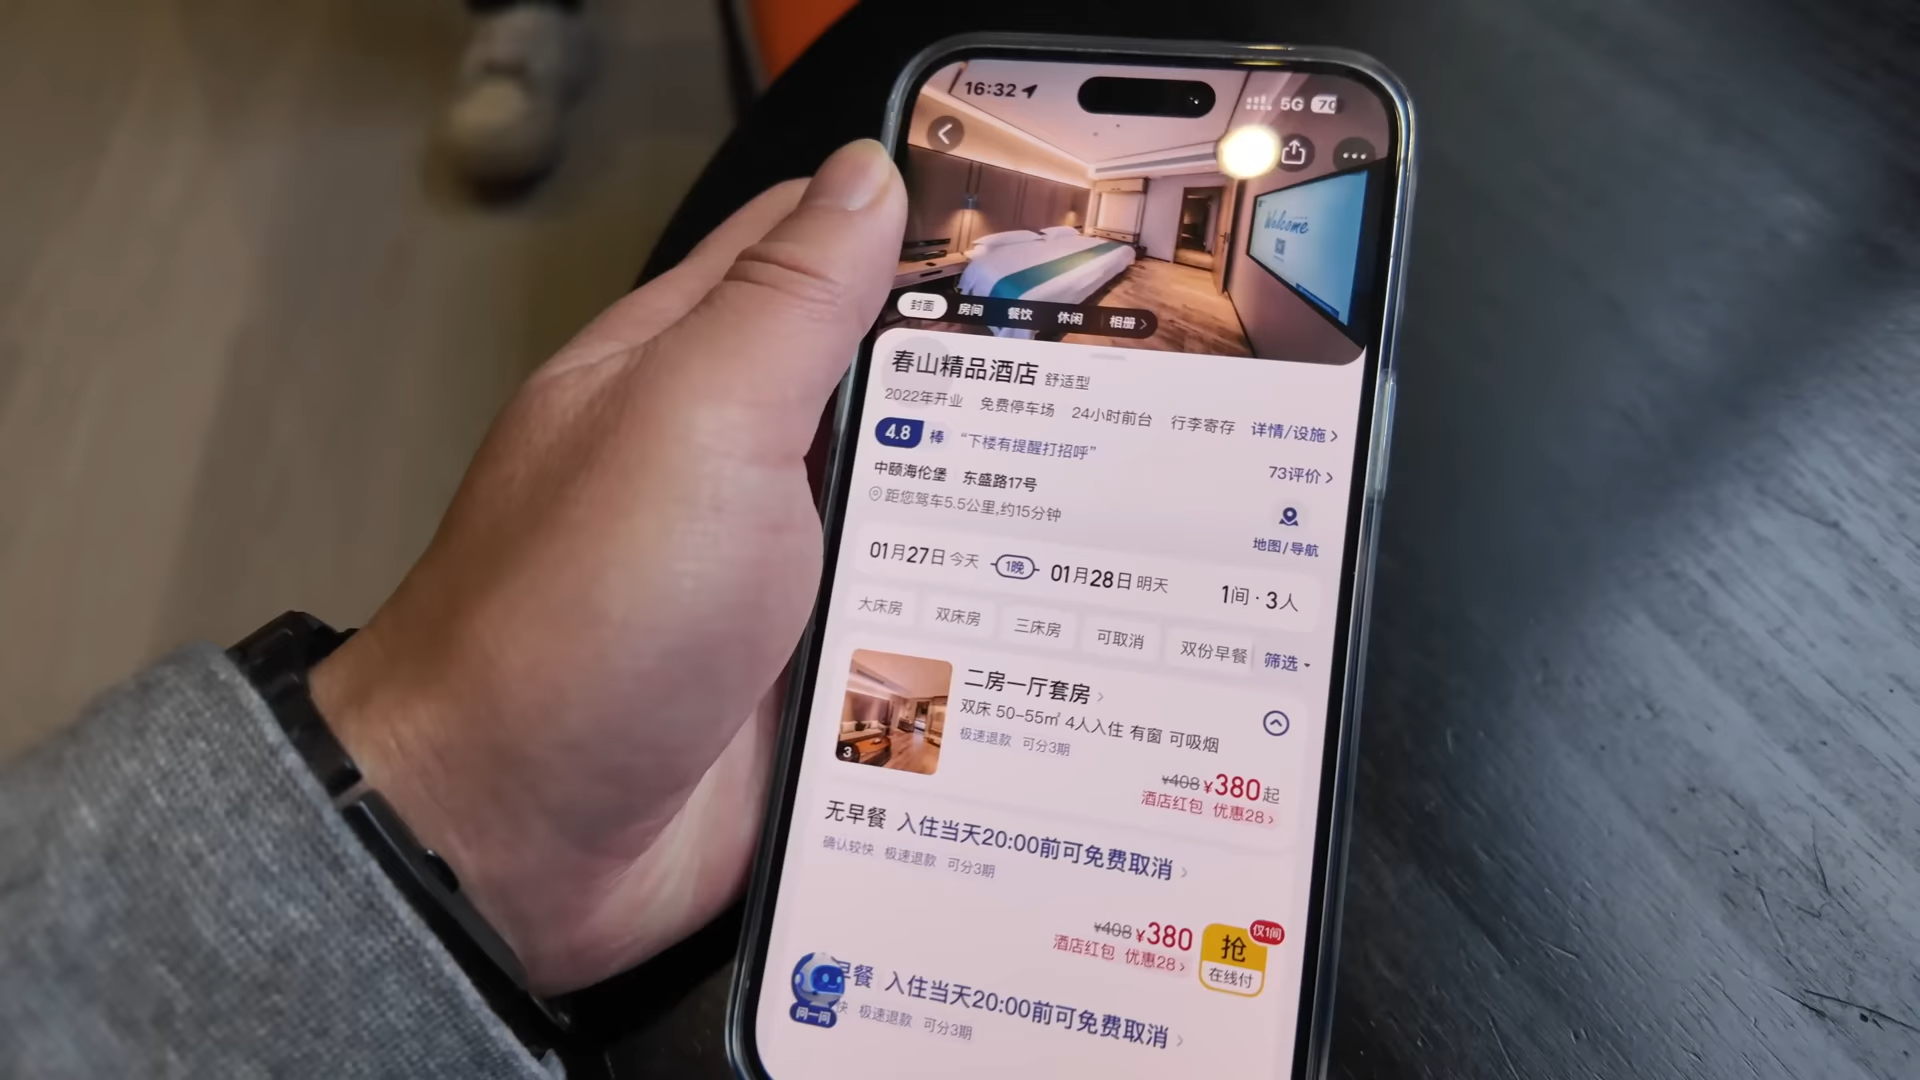 16:32 5G 70
Welcome
封面 房间 餐饮 休闲 相册
春山精品酒店 舒适型
2022年开业 免费停车场 24小时前台 行李寄存 详情/设施
4.8 棒 “下楼有提醒打招呼” 73评价
中颐海伦堡 东盛路17号
距您驾车5.5公里,约15分钟 地图/导航
01月27日 今天 1晚 01月28日 明天 1间·3人
大床房 双床房 三床房 可取消 双份早餐 筛选
二房一厅套房
双床 50-55㎡ 4人入住 有窗 可吸烟
极速退款 可分3期
3
¥408 ¥380起
酒店红包 优惠28
无早餐 入住当天20:00前可免费取消
确认较快 极速退款 可分3期
¥408 ¥380
酒店红包 优惠28
仅1间
抢
在线付
早餐 入住当天20:00前可免费取消
快 极速退款 可分3期
问一问